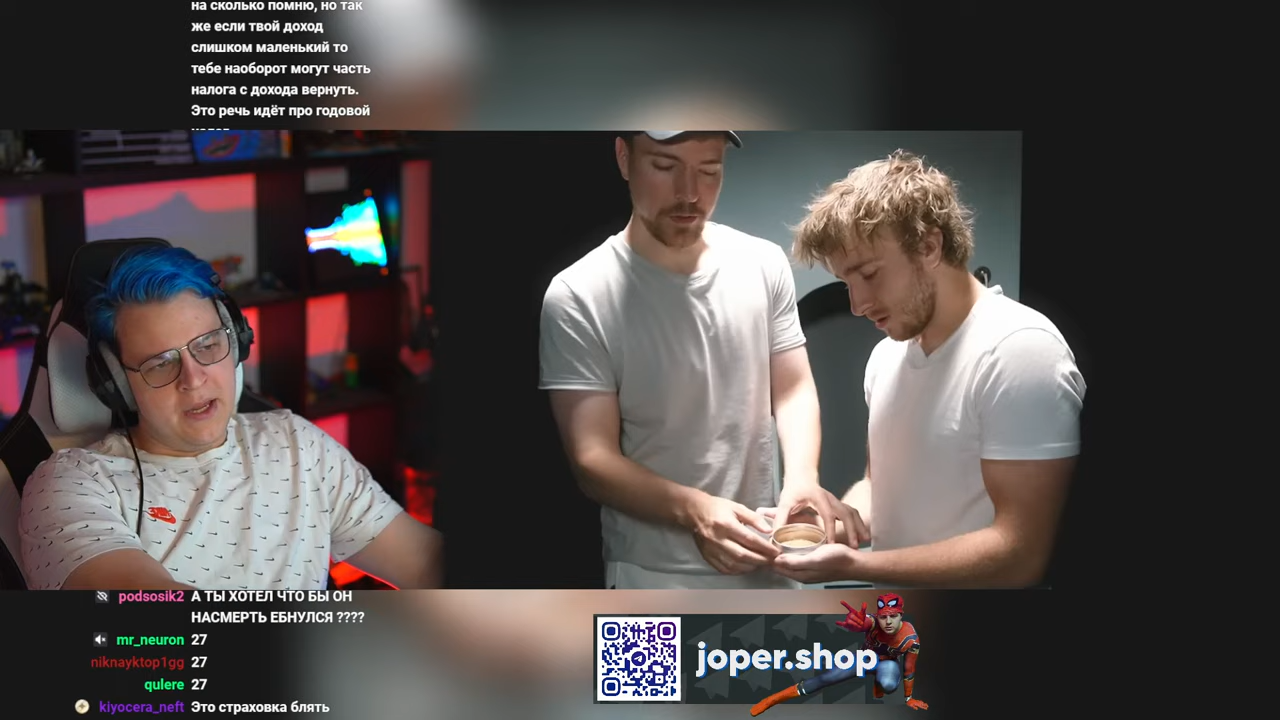 на сколько помню, но так
же если твой доход
слишком маленький то
тебе наоборот могут часть
налога с дохода вернуть.
Это речь идёт про годовой
podsosik2 А ТЫ ХОТЕЛ ЧТО БЫ ОН
НАСМЕРТЬ ЕБНУЛСЯ ????
mr_neuron 27
niknayktop1gg 27
qulere 27
kiyocera_neft Это страховка блять
joper.shop